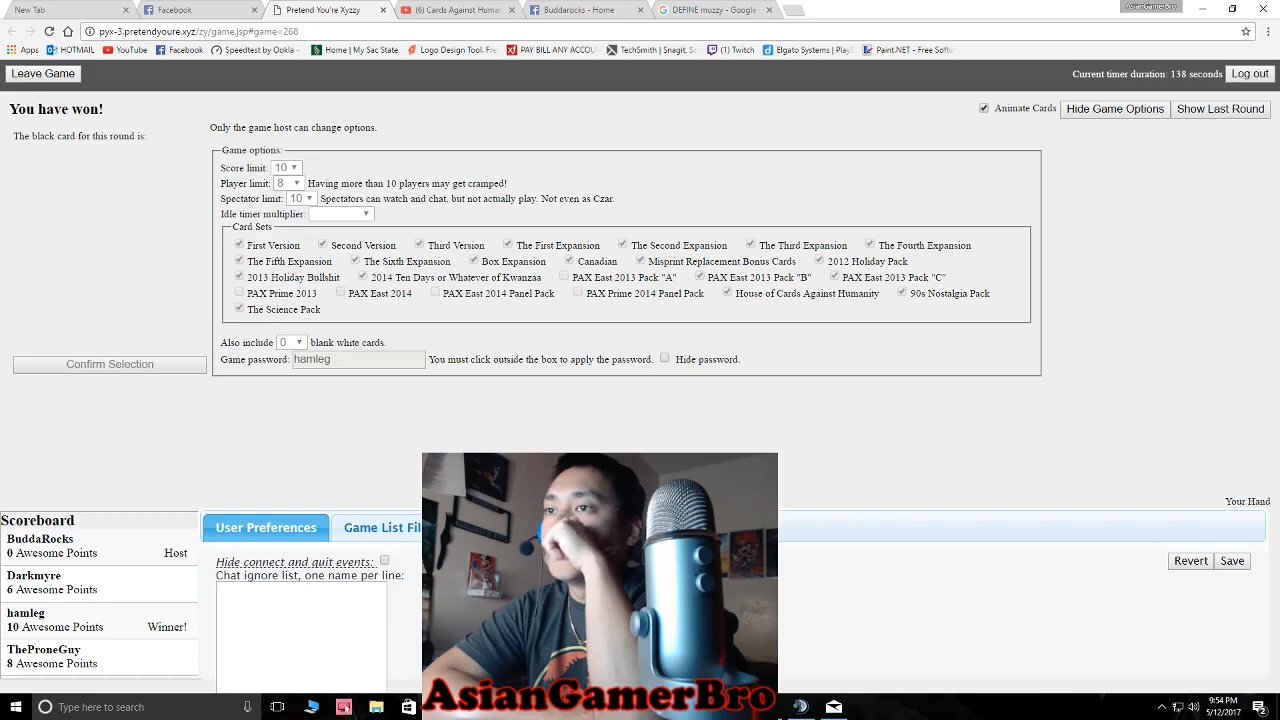 New Tab
Facebook
Pretend You're Xyzzy
(6) Cards Against Human
Buddarocks - Home
DEFINE muzzy - Google
AsianGamerBro
pyx-3.pretendyoure.xyz/zy/game.jsp#game=268
Apps HOTMAIL YouTube Facebook Speedtest by Ookla - Home | My Sac State Logo Design Tool. Fre PAY BILL ANY ACCOU TechSmith | Snagit, S (1) Twitch Elgato Systems | Play Paint.NET - Free Softw
Leave Game
Current timer duration: 138 seconds Log out
You have won!
Animate Cards Hide Game Options Show Last Round
The black card for this round is:
Only the game host can change options.
Game options:
Score limit: 10
Player limit: 8 Having more than 10 players may get cramped!
Spectator limit: 10 Spectators can watch and chat, but not actually play. Not even as Czar.
Idle timer multiplier:
Card Sets
First Version Second Version Third Version The First Expansion The Second Expansion The Third Expansion The Fourth Expansion
The Fifth Expansion The Sixth Expansion Box Expansion Canadian Misprint Replacement Bonus Cards 2012 Holiday Pack
2013 Holiday Bullshit 2014 Ten Days or Whatever of Kwanzaa PAX East 2013 Pack "A" PAX East 2013 Pack "B" PAX East 2013 Pack "C"
PAX Prime 2013 PAX East 2014 PAX East 2014 Panel Pack PAX Prime 2014 Panel Pack House of Cards Against Humanity 90s Nostalgia Pack
The Science Pack
Also include 0 blank white cards.
Game password: hamleg You must click outside the box to apply the password. Hide password.
Confirm Selection
Your Hand
Scoreboard
BuddaRocks
0 Awesome Points Host
Darkmyre
6 Awesome Points
hamleg
10 Awesome Points Winner!
TheProneGuy
8 Awesome Points
User Preferences Game List Fil
Hide connect and quit events:
Chat ignore list, one name per line:
Revert Save
AsianGamerBro
Type here to search
9:54 PM
5/12/2017